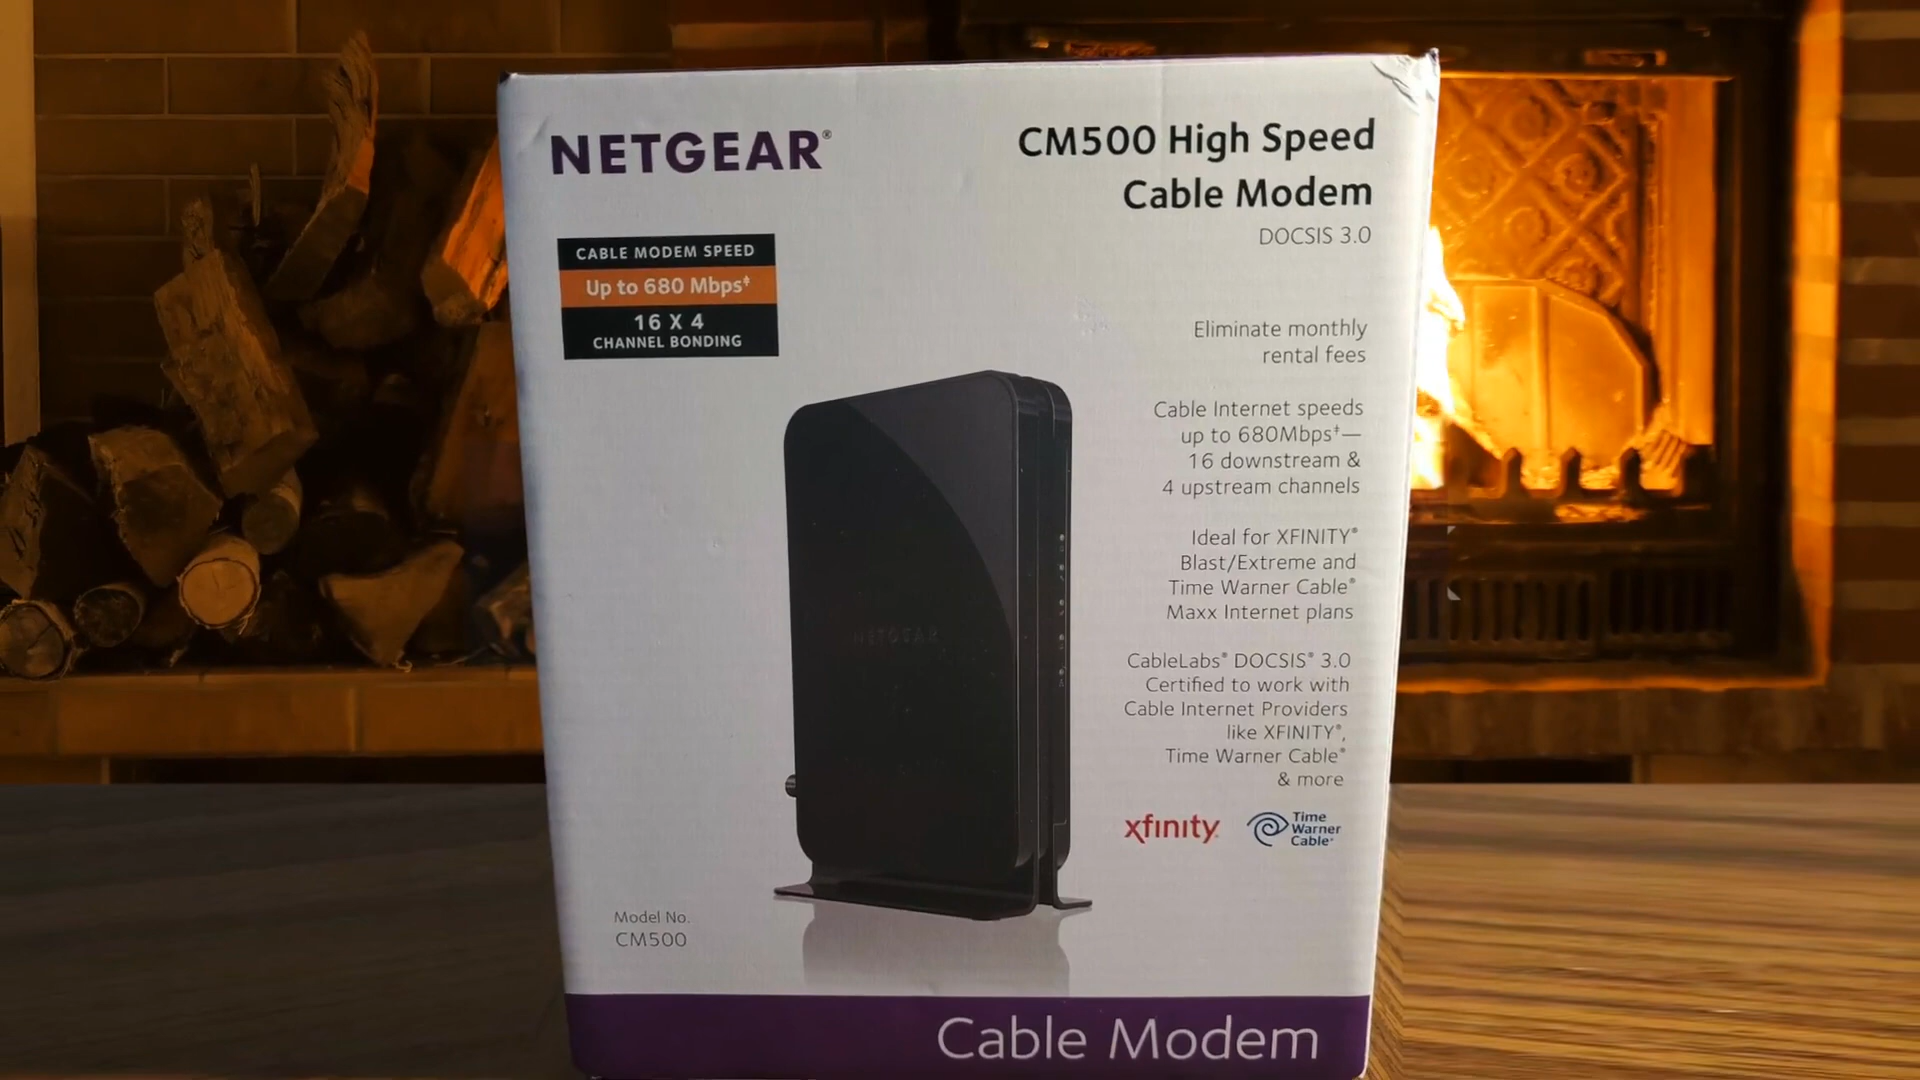 NETGEAR®
CM500 High Speed
Cable Modem
DOCSIS 3.0
CABLE MODEM SPEED
Up to 680 Mbps‡
16 X 4
CHANNEL BONDING
Eliminate monthly
rental fees
Cable Internet speeds
up to 680Mbps‡—
16 downstream &
4 upstream channels
Ideal for XFINITY®
Blast/Extreme and
Time Warner Cable®
Maxx Internet plans
CableLabs® DOCSIS® 3.0
Certified to work with
Cable Internet Providers
like XFINITY®,
Time Warner Cable®
& more
xfinity
Time
Warner
Cable®
NETGEAR
Model No.
CM500
Cable Modem